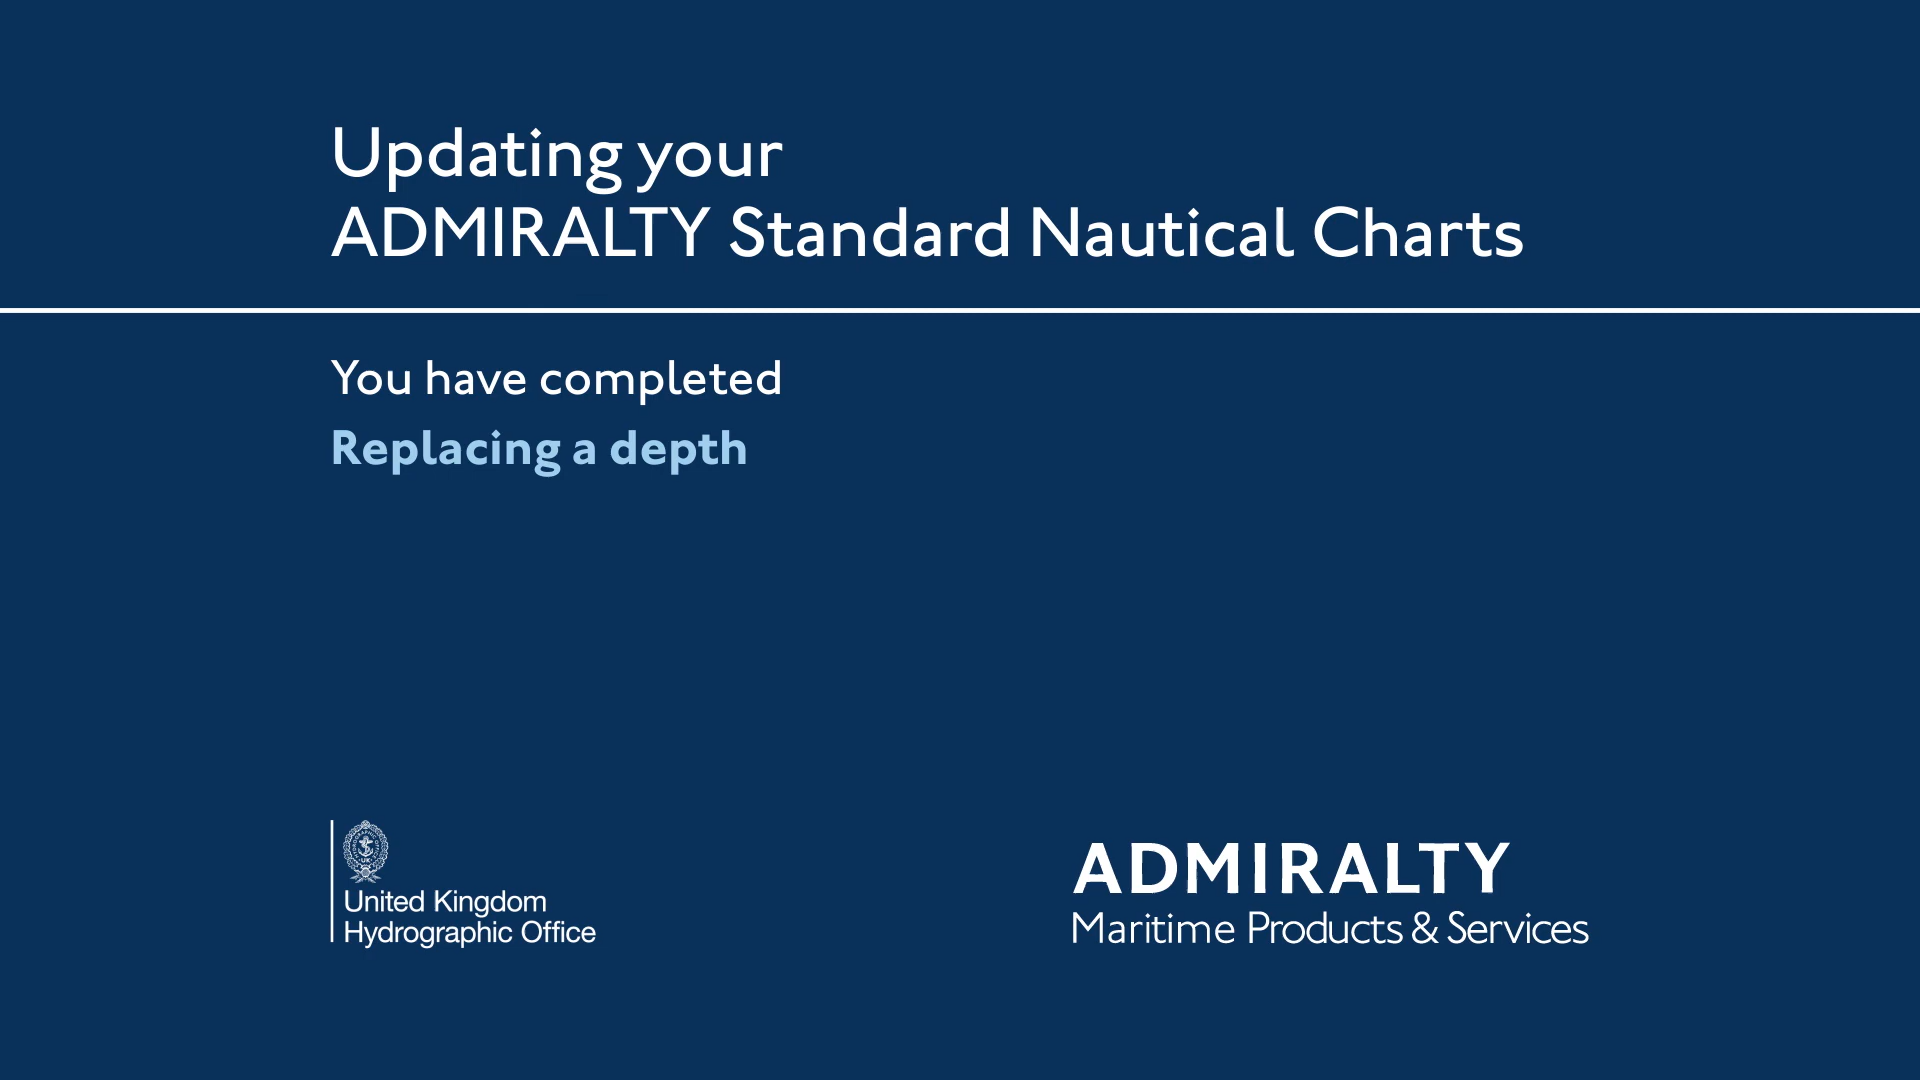 Updating your
ADMIRALTY Standard Nautical Charts
You have completed
Replacing a depth
United Kingdom
Hydrographic Office
ADMIRALTY
Maritime Products & Services